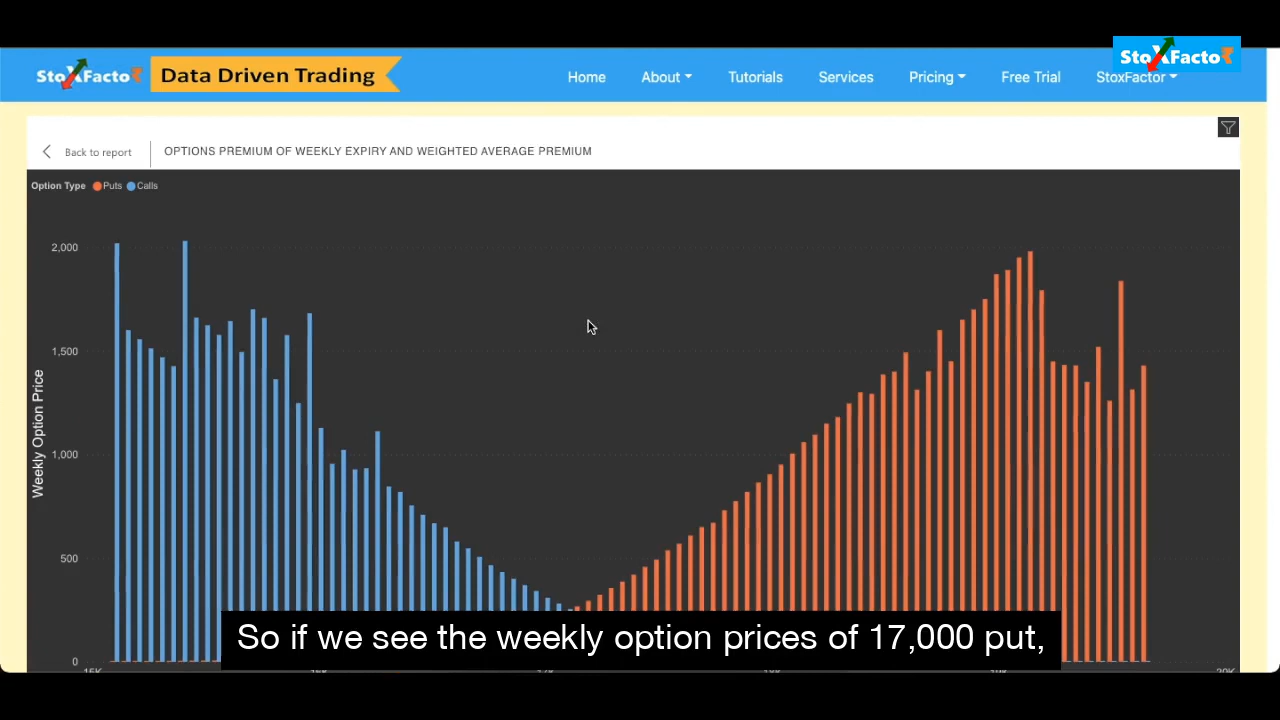 StoxFactor Data Driven Trading Home About Tutorials Services Pricing Free Trial StoxFactor
StoxFactor
Back to report OPTIONS PREMIUM OF WEEKLY EXPIRY AND WEIGHTED AVERAGE PREMIUM
Option Type Puts Calls
2,000
1,500
1,000
500
0
Weekly Option Price
So if we see the weekly option prices of 17,000 put,